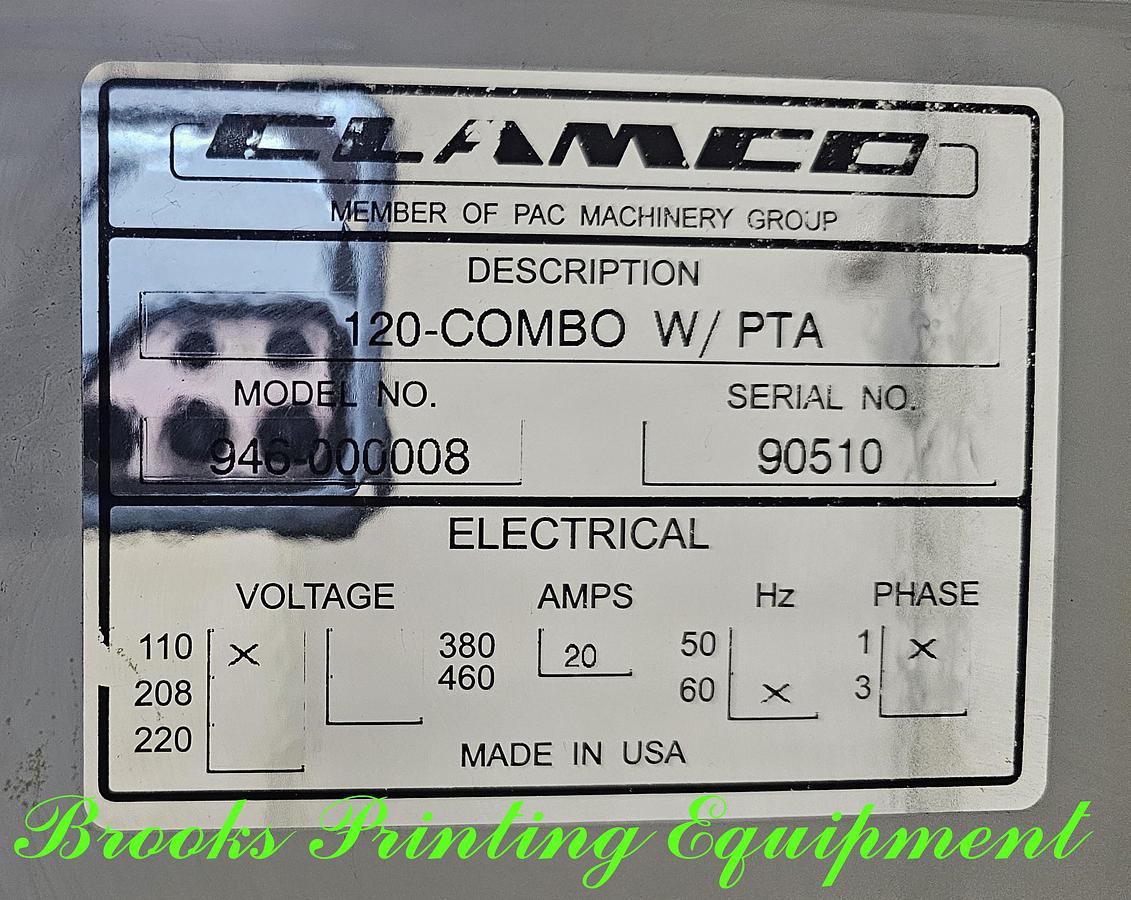 CLAMCO
MEMBER OF PAC MACHINERY GROUP
DESCRIPTION
120-COMBO W/ PTA
MODEL NO. SERIAL NO.
946-000008 90510
ELECTRICAL
VOLTAGE AMPS Hz PHASE
110 X 380 20 50 1 X
208 460 60 X 3
220
MADE IN USA
Brooks Printing Equipment